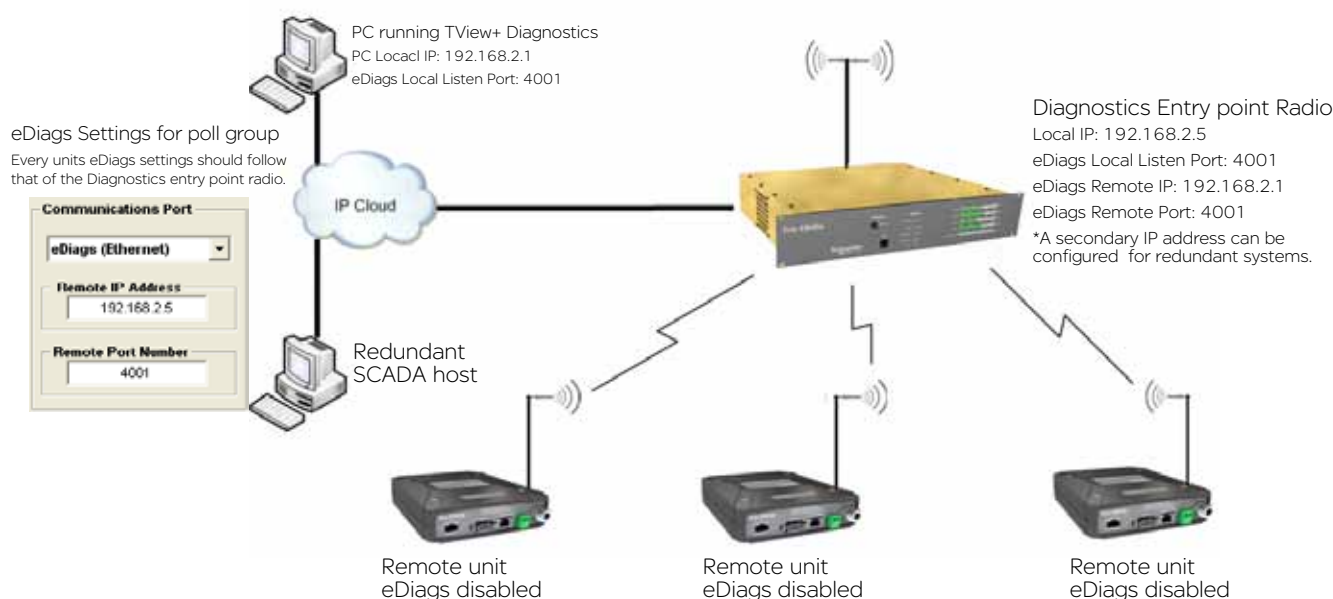 PC running TView+ Diagnostics
PC Locacl IP: 192.168.2.1
eDiags Local Listen Port: 4001
eDiags Settings for poll group
Every units eDiags settings should follow
that of the Diagnostics entry point radio.
Communications Port
eDiags (Ethernet)
Remote IP Address
192.168.2.5
Remote Port Number
4001
IP Cloud
Diagnostics Entry point Radio
Local IP: 192.168.2.5
eDiags Local Listen Port: 4001
eDiags Remote IP: 192.168.2.1
eDiags Remote Port: 4001
*A secondary IP address can be
configured for redundant systems.
Redundant
SCADA host
Remote unit
eDiags disabled
Remote unit
eDiags disabled
Remote unit
eDiags disabled